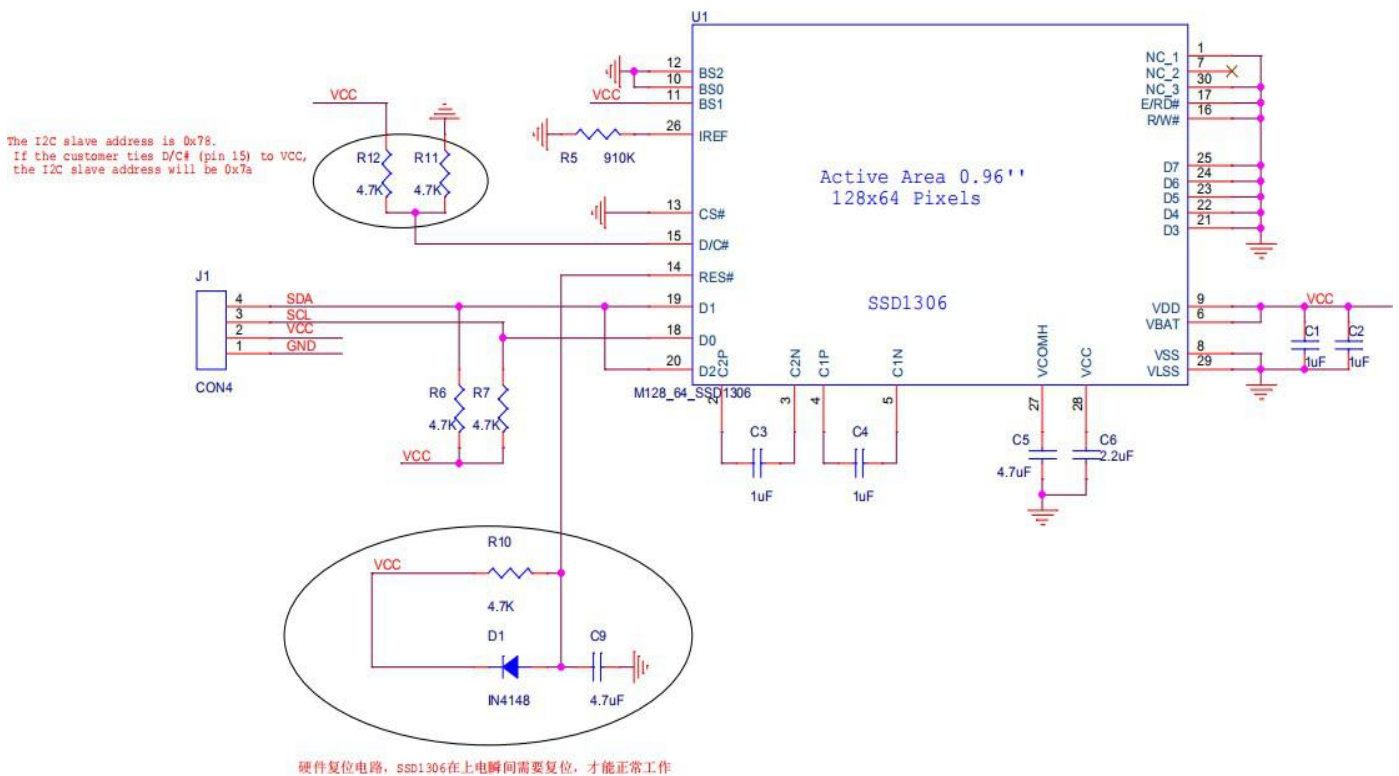 U1
12 BS2
10 BS0
VCC 11 BS1
26 IREF
R5 910K
VCC
The I2C slave address is 0x78.
If the customer ties D/C# (pin 15) to VCC,
the I2C slave address will be 0x7a
R12 R11
4.7K 4.7K
13 CS#
15 D/C#
14 RES#
19 D1
18 D0
20 D2
Active Area 0.96''
128x64 Pixels
SSD1306
NC_1 1
NC_2 7
NC_3 30
E/RD# 17
R/W# 16
D7 25
D6 24
D5 23
D4 22
D3 21
VDD 9
VBAT 6
VSS 8
VLSS 29
VCC
C1 C2
1uF 1uF
J1
4 SDA
3 SCL
2 VCC
1 GND
CON4
R6 R7
4.7K 4.7K
VCC
M128_64_SSD1306
C2P C2N C1P C1N VCOMH VCC
2 3 4 5 27 28
C3 C4 C5 C6
1uF 1uF 4.7uF 2.2uF
R10
VCC
4.7K
D1 C9
IN4148 4.7uF
硬件复位电路，SSD1306在上电瞬间需要复位，才能正常工作